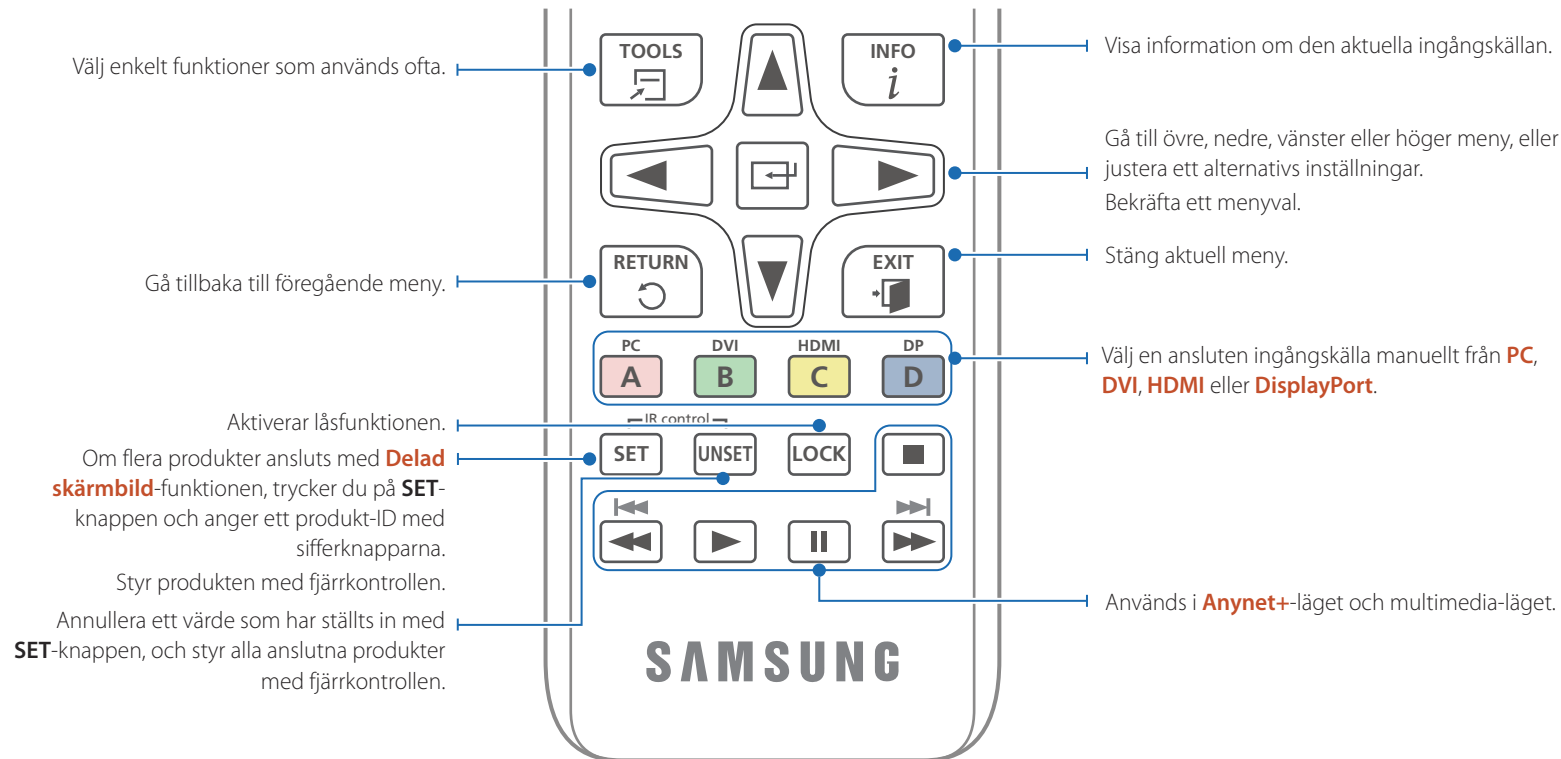 TOOLS
INFO
i
Välj enkelt funktioner som används ofta.
Visa information om den aktuella ingångskällan.
Gå till övre, nedre, vänster eller höger meny, eller
justera ett alternativs inställningar.
Bekräfta ett menyval.
RETURN
EXIT
Gå tillbaka till föregående meny.
Stäng aktuell meny.
PC DVI HDMI DP
A B C D
Välj en ansluten ingångskälla manuellt från PC,
DVI, HDMI eller DisplayPort.
Aktiverar låsfunktionen.
IR control
SET UNSET LOCK
Om flera produkter ansluts med Delad
skärmbild-funktionen, trycker du på SET-
knappen och anger ett produkt-ID med
sifferknapparna.
Styr produkten med fjärrkontrollen.
Annullera ett värde som har ställts in med
SET-knappen, och styr alla anslutna produkter
med fjärrkontrollen.
Används i Anynet+-läget och multimedia-läget.
SAMSUNG